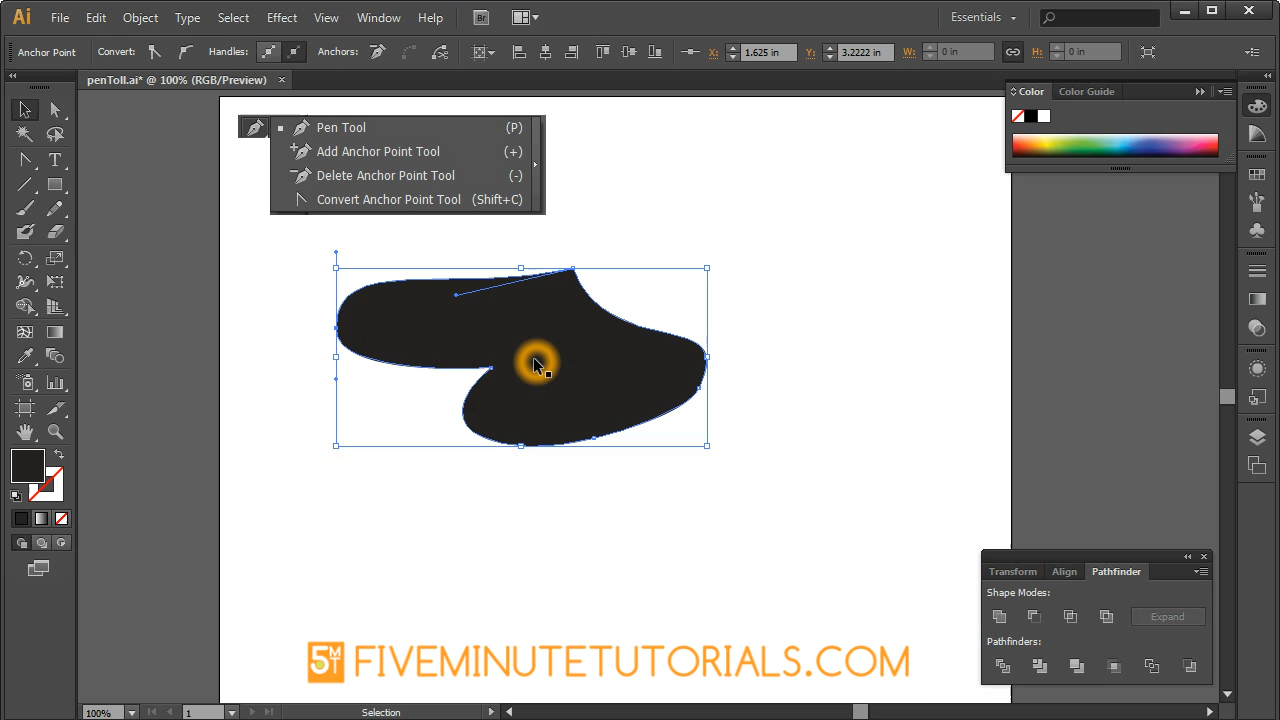 Ai File Edit Object Type Select Effect View Window Help Br Essentials
Anchor Point Convert: Handles: Anchors: X: 1.625 in Y: 3.2222 in W: 0 in H: 0 in
penToll.ai* @ 100% (RGB/Preview)
Color Color Guide
Pen Tool (P)
Add Anchor Point Tool (+)
Delete Anchor Point Tool (-)
Convert Anchor Point Tool (Shift+C)
Transform Align Pathfinder
Shape Modes:
Expand
Pathfinders:
5MT FIVEMINUTETUTORIALS.COM
100% 1 Selection